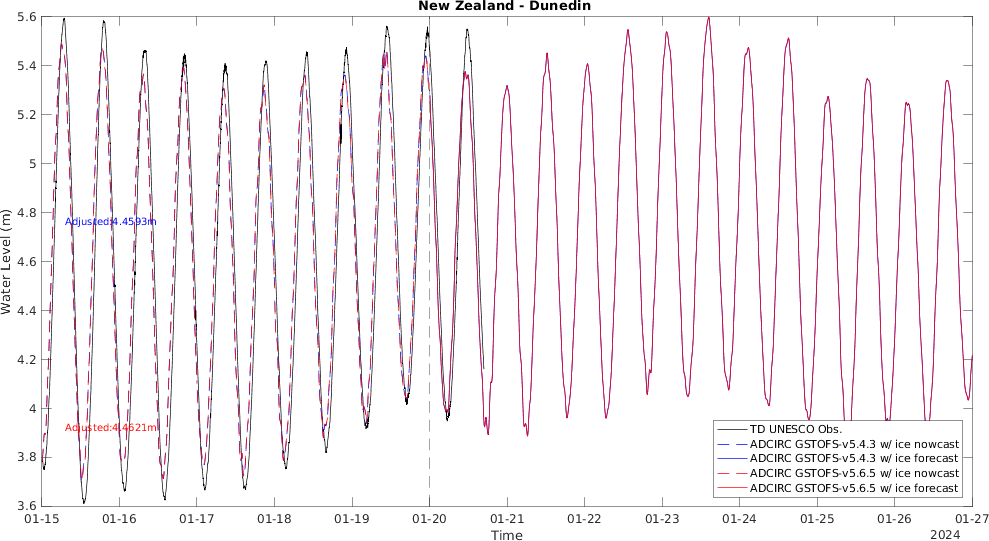 New Zealand - Dunedin
5.6
5.4
5.2
5
4.8
4.6
4.4
4.2
4
3.8
3.6
Water Level (m)
Adjusted:4.4593m
Adjusted:4.4621m
TD UNESCO Obs.
ADCIRC GSTOFS-v5.4.3 w/ ice nowcast
ADCIRC GSTOFS-v5.4.3 w/ ice forecast
ADCIRC GSTOFS-v5.6.5 w/ ice nowcast
ADCIRC GSTOFS-v5.6.5 w/ ice forecast
01-15 01-16 01-17 01-18 01-19 01-20 01-21 01-22 01-23 01-24 01-25 01-26 01-27
Time
2024